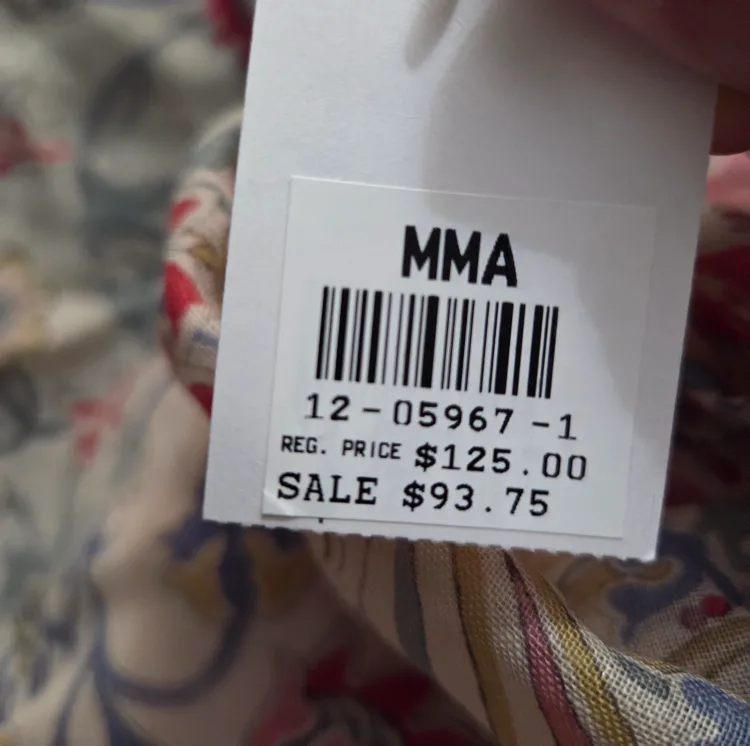 MMA
12-05967-1
REG. PRICE $125.00
SALE $93.75